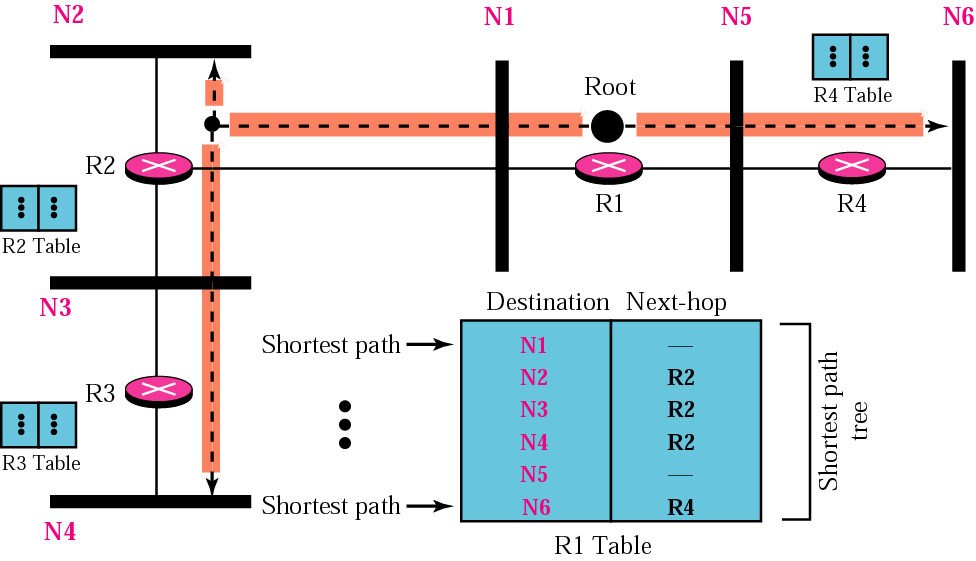 N2
N1
N5
N6
Root
R4 Table
R2
R1
R4
R2 Table
N3
Destination Next-hop
Shortest path
N1 —
N2 R2
N3 R2
N4 R2
N5 —
N6 R4
Shortest path
Shortest path
tree
R1 Table
R3
R3 Table
N4